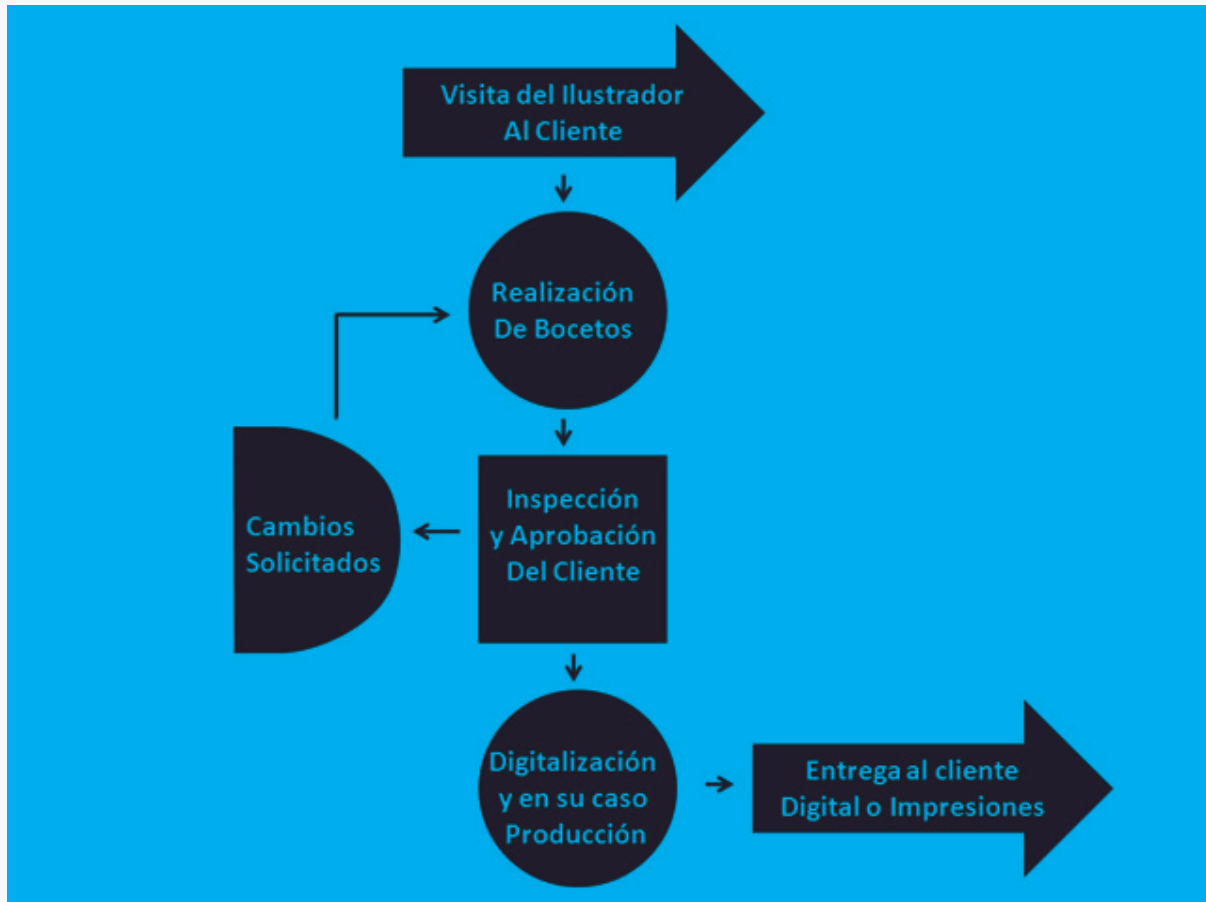 Visita del Ilustrador
Al Cliente
Realización
De Bocetos
Inspección
y Aprobación
Del Cliente
Cambios
Solicitados
Digitalización
y en su caso
Producción
Entrega al cliente
Digital o Impresiones